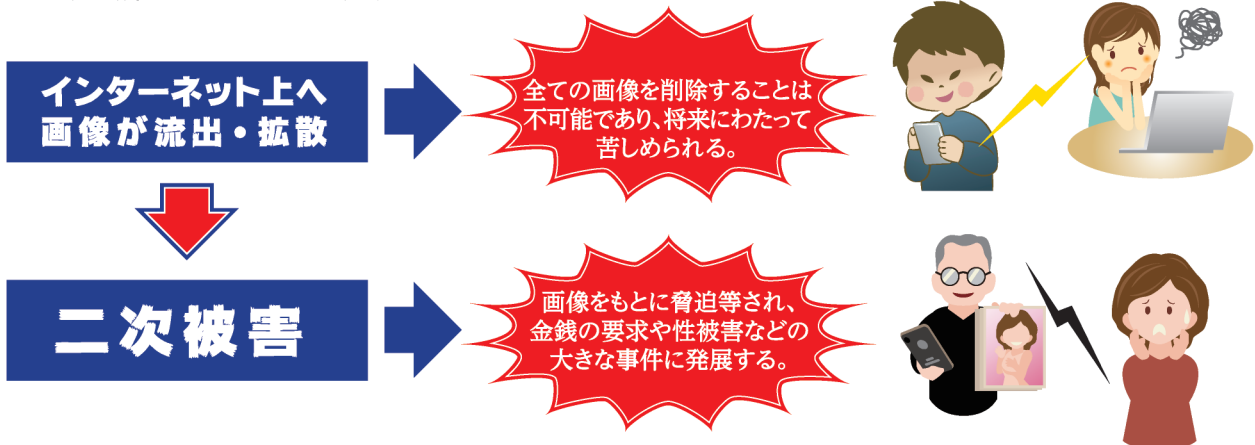 インターネット上へ
画像が流出・拡散
全ての画像を削除することは
不可能であり、将来にわたって
苦しめられる。
二次被害
画像をもとに脅迫等され、
金銭の要求や性被害などの
大きな事件に発展する。